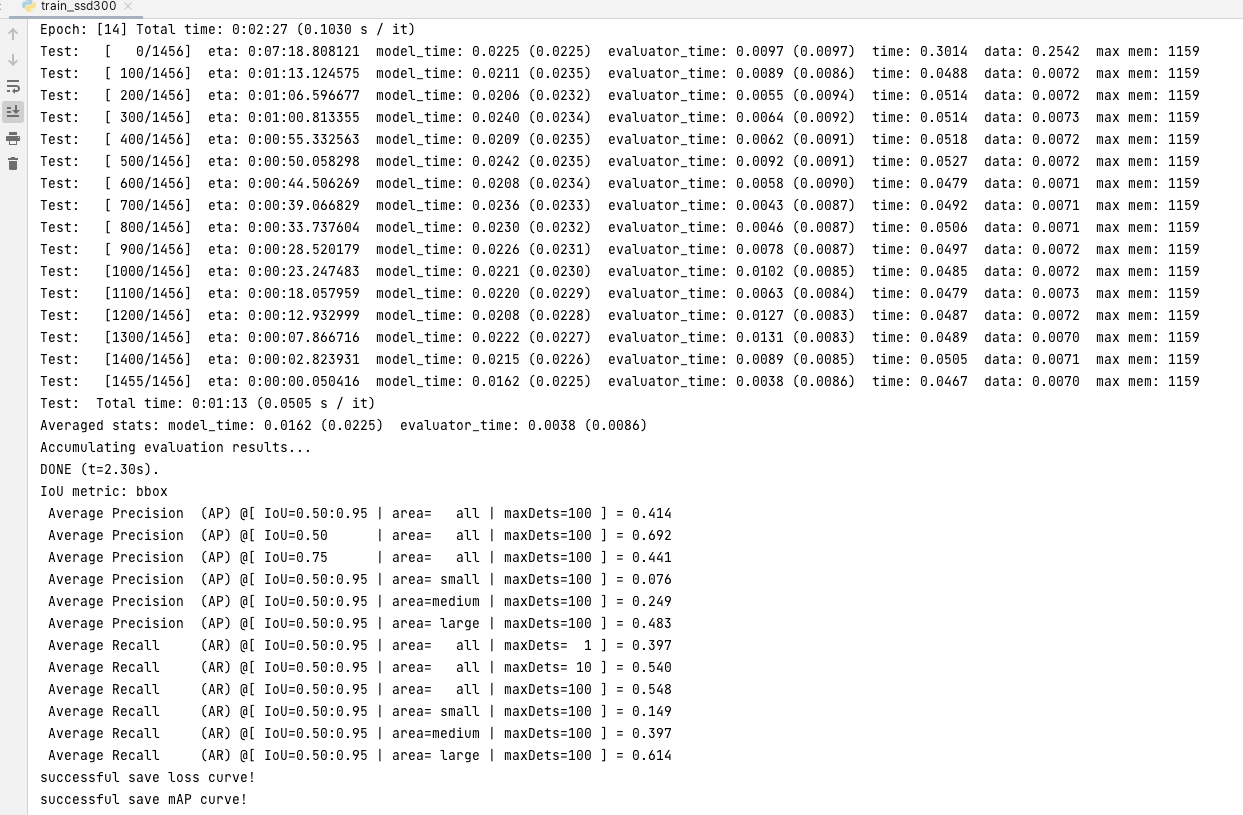 train_ssd300
Epoch: [14] Total time: 0:02:27 (0.1030 s / it)
Test:   [   0/1456]  eta: 0:07:18.808121  model_time: 0.0225 (0.0225)  evaluator_time: 0.0097 (0.0097)  time: 0.3014  data: 0.2542  max mem: 1159
Test:   [ 100/1456]  eta: 0:01:13.124575  model_time: 0.0211 (0.0235)  evaluator_time: 0.0089 (0.0086)  time: 0.0488  data: 0.0072  max mem: 1159
Test:   [ 200/1456]  eta: 0:01:06.596677  model_time: 0.0206 (0.0232)  evaluator_time: 0.0055 (0.0094)  time: 0.0514  data: 0.0072  max mem: 1159
Test:   [ 300/1456]  eta: 0:01:00.813355  model_time: 0.0240 (0.0234)  evaluator_time: 0.0064 (0.0092)  time: 0.0514  data: 0.0073  max mem: 1159
Test:   [ 400/1456]  eta: 0:00:55.332563  model_time: 0.0209 (0.0235)  evaluator_time: 0.0062 (0.0091)  time: 0.0518  data: 0.0072  max mem: 1159
Test:   [ 500/1456]  eta: 0:00:50.058298  model_time: 0.0242 (0.0235)  evaluator_time: 0.0092 (0.0091)  time: 0.0527  data: 0.0072  max mem: 1159
Test:   [ 600/1456]  eta: 0:00:44.506269  model_time: 0.0208 (0.0234)  evaluator_time: 0.0058 (0.0090)  time: 0.0479  data: 0.0071  max mem: 1159
Test:   [ 700/1456]  eta: 0:00:39.066829  model_time: 0.0236 (0.0233)  evaluator_time: 0.0043 (0.0087)  time: 0.0492  data: 0.0071  max mem: 1159
Test:   [ 800/1456]  eta: 0:00:33.737604  model_time: 0.0230 (0.0232)  evaluator_time: 0.0046 (0.0087)  time: 0.0506  data: 0.0071  max mem: 1159
Test:   [ 900/1456]  eta: 0:00:28.520179  model_time: 0.0226 (0.0231)  evaluator_time: 0.0078 (0.0087)  time: 0.0497  data: 0.0072  max mem: 1159
Test:   [1000/1456]  eta: 0:00:23.247483  model_time: 0.0221 (0.0230)  evaluator_time: 0.0102 (0.0085)  time: 0.0485  data: 0.0072  max mem: 1159
Test:   [1100/1456]  eta: 0:00:18.057959  model_time: 0.0220 (0.0229)  evaluator_time: 0.0063 (0.0084)  time: 0.0479  data: 0.0073  max mem: 1159
Test:   [1200/1456]  eta: 0:00:12.932999  model_time: 0.0208 (0.0228)  evaluator_time: 0.0127 (0.0083)  time: 0.0487  data: 0.0072  max mem: 1159
Test:   [1300/1456]  eta: 0:00:07.866716  model_time: 0.0222 (0.0227)  evaluator_time: 0.0131 (0.0083)  time: 0.0489  data: 0.0070  max mem: 1159
Test:   [1400/1456]  eta: 0:00:02.823931  model_time: 0.0215 (0.0226)  evaluator_time: 0.0089 (0.0085)  time: 0.0505  data: 0.0071  max mem: 1159
Test:   [1455/1456]  eta: 0:00:00.050416  model_time: 0.0162 (0.0225)  evaluator_time: 0.0038 (0.0086)  time: 0.0467  data: 0.0070  max mem: 1159
Test:  Total time: 0:01:13 (0.0505 s / it)
Averaged stats: model_time: 0.0162 (0.0225)  evaluator_time: 0.0038 (0.0086)
Accumulating evaluation results...
DONE (t=2.30s).
IoU metric: bbox
Average Precision  (AP) @[ IoU=0.50:0.95 | area=   all | maxDets=100 ] = 0.414
Average Precision  (AP) @[ IoU=0.50      | area=   all | maxDets=100 ] = 0.692
Average Precision  (AP) @[ IoU=0.75      | area=   all | maxDets=100 ] = 0.441
Average Precision  (AP) @[ IoU=0.50:0.95 | area= small | maxDets=100 ] = 0.076
Average Precision  (AP) @[ IoU=0.50:0.95 | area=medium | maxDets=100 ] = 0.249
Average Precision  (AP) @[ IoU=0.50:0.95 | area= large | maxDets=100 ] = 0.483
Average Recall     (AR) @[ IoU=0.50:0.95 | area=   all | maxDets=  1 ] = 0.397
Average Recall     (AR) @[ IoU=0.50:0.95 | area=   all | maxDets= 10 ] = 0.540
Average Recall     (AR) @[ IoU=0.50:0.95 | area=   all | maxDets=100 ] = 0.548
Average Recall     (AR) @[ IoU=0.50:0.95 | area= small | maxDets=100 ] = 0.149
Average Recall     (AR) @[ IoU=0.50:0.95 | area=medium | maxDets=100 ] = 0.397
Average Recall     (AR) @[ IoU=0.50:0.95 | area= large | maxDets=100 ] = 0.614
successful save loss curve!
successful save mAP curve!